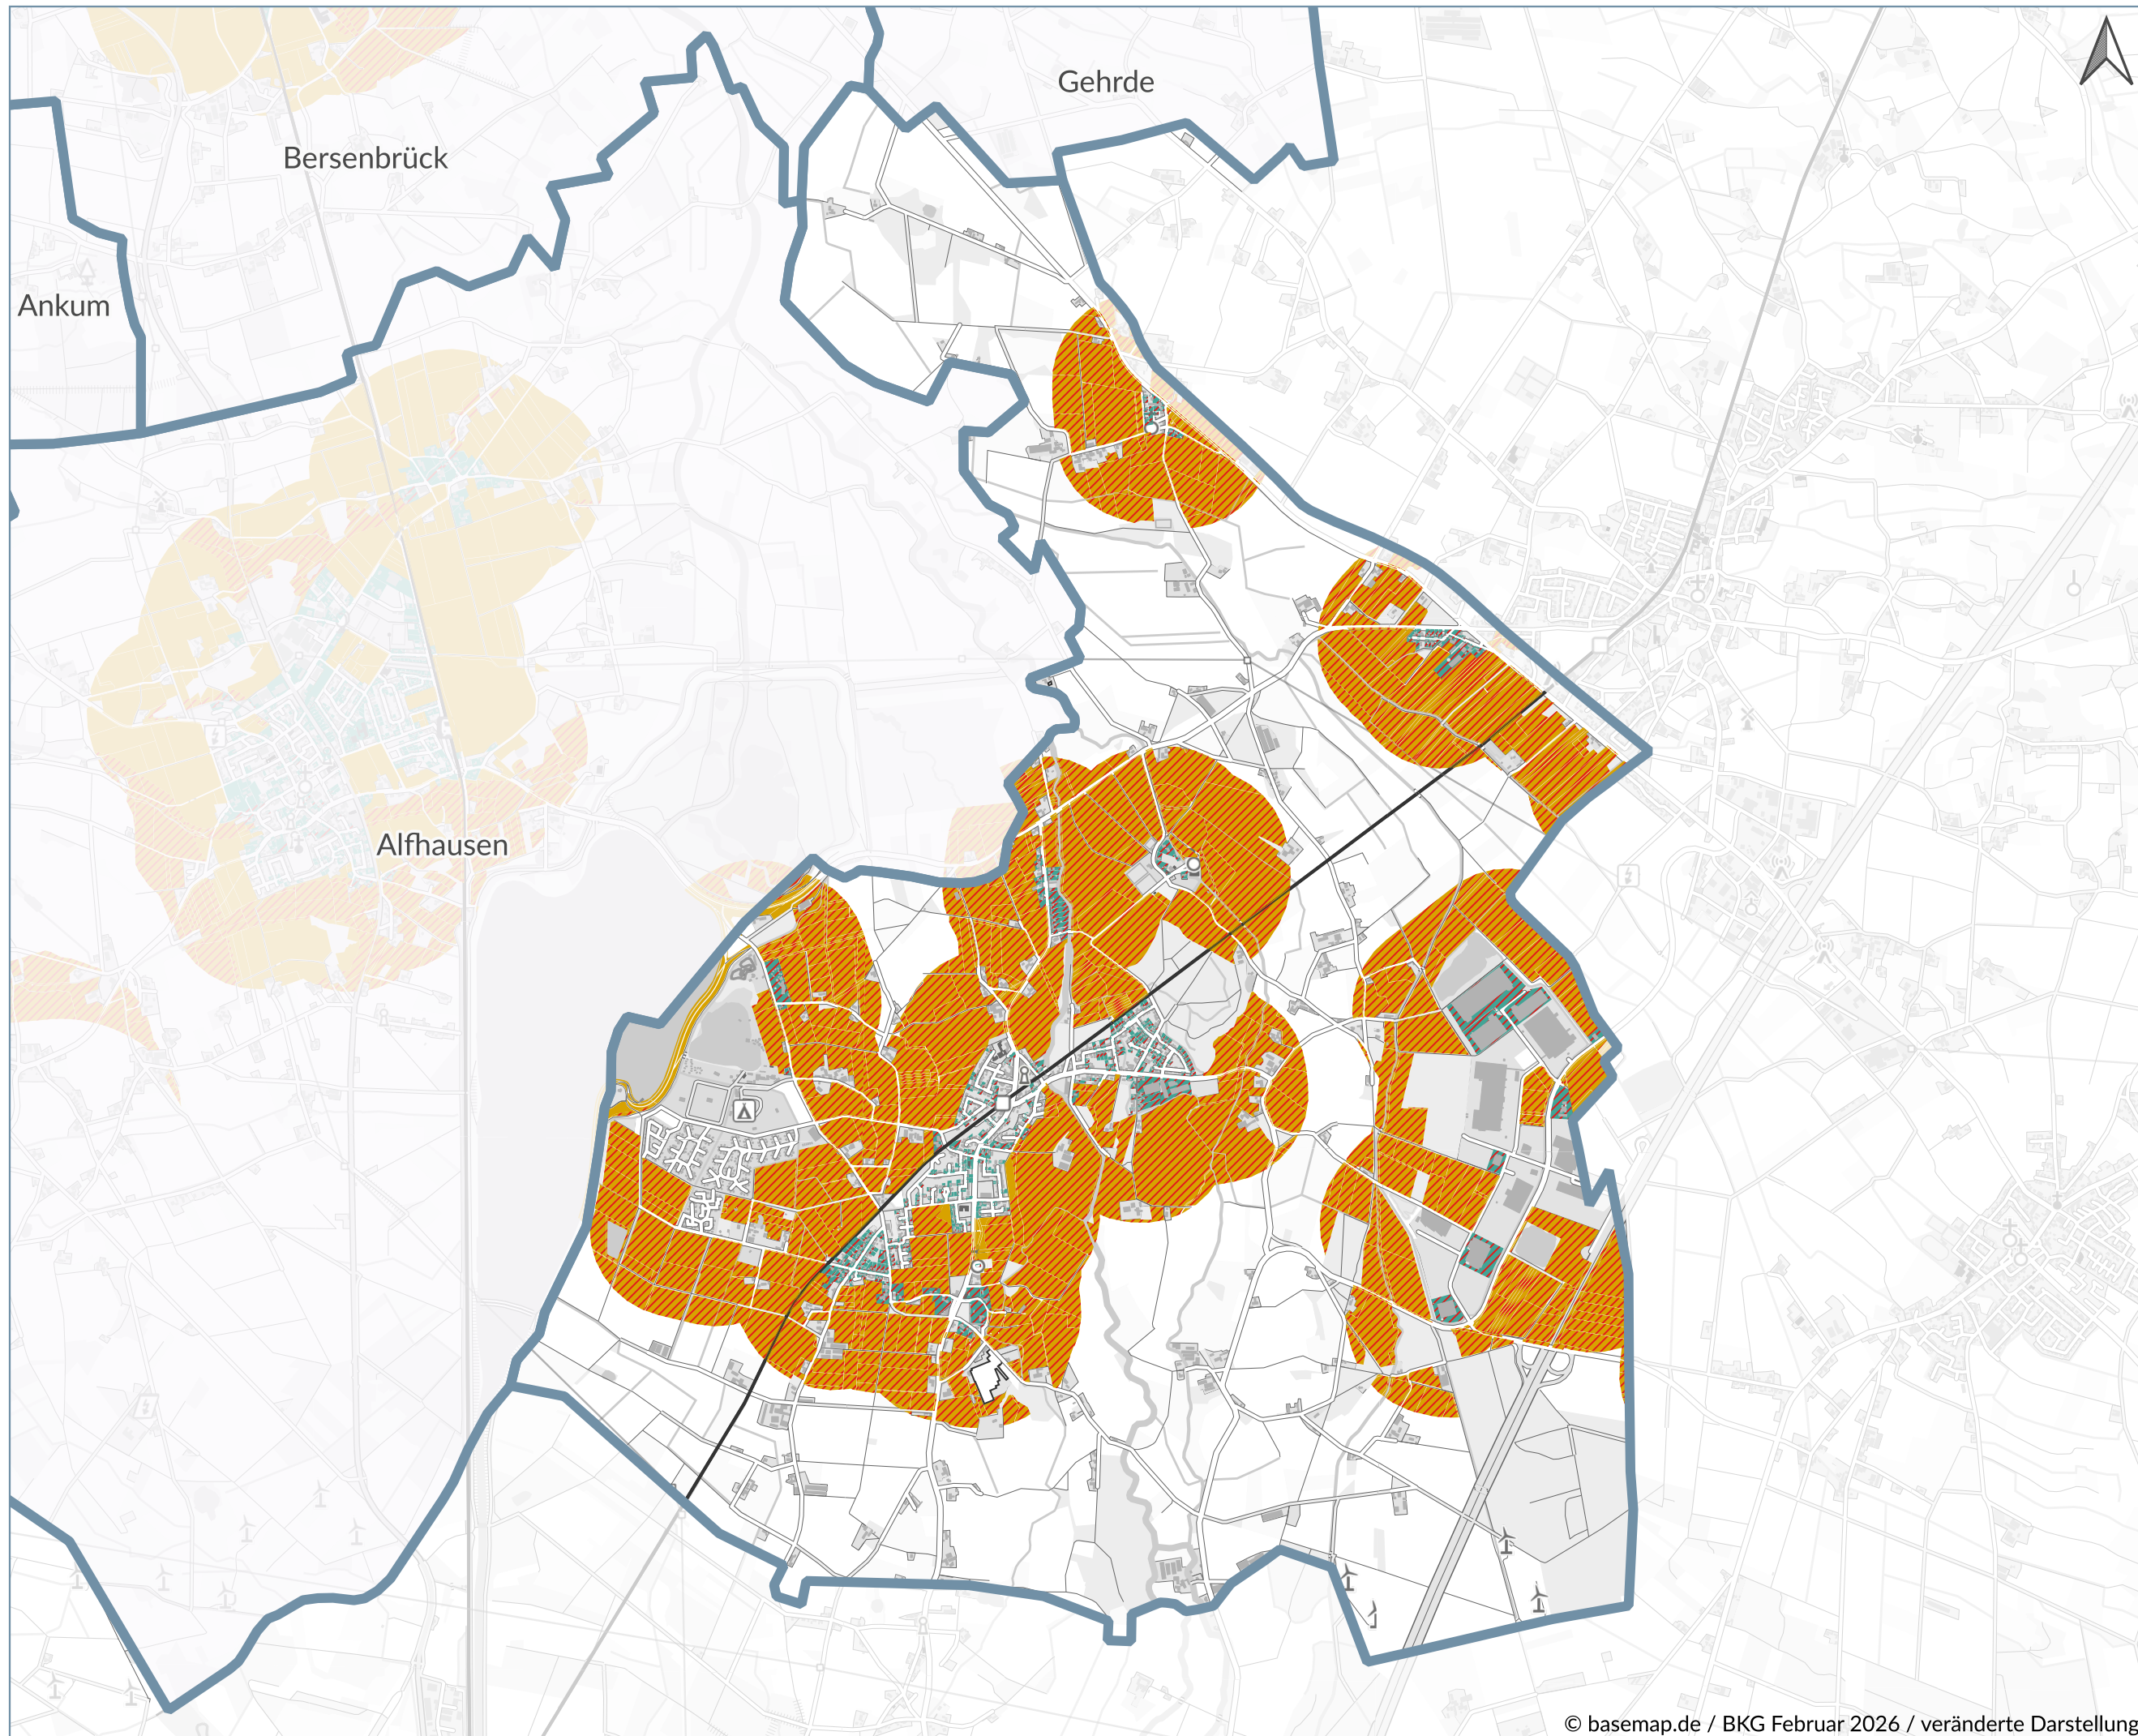 Gehrde
Bersenbrück
Ankum
Alfhausen
© basemap.de / BKG Februar 2026 / veränderte Darstellung